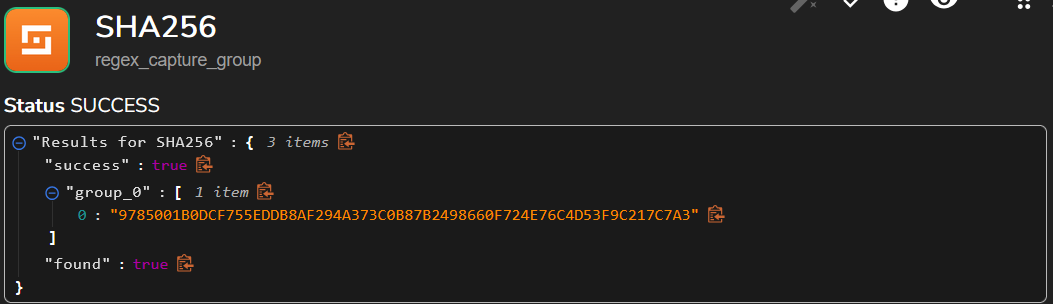 SHA256
regex_capture_group
Status SUCCESS
"Results for SHA256" : { 3 items
"success" : true
"group_0" : [ 1 item
0 : "9785001B0DCF755EDDB8AF294A373C0B87B2498660F724E76C4D53F9C217C7A3"
]
"found" : true
}